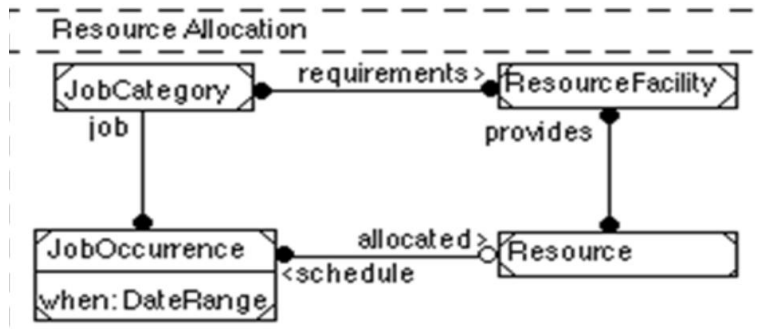 Resource Allocation
requirements>
JobCategory
ResourceFacility
job
provides
JobOccurrence
allocated>
Resource
<schedule
when:DateRange